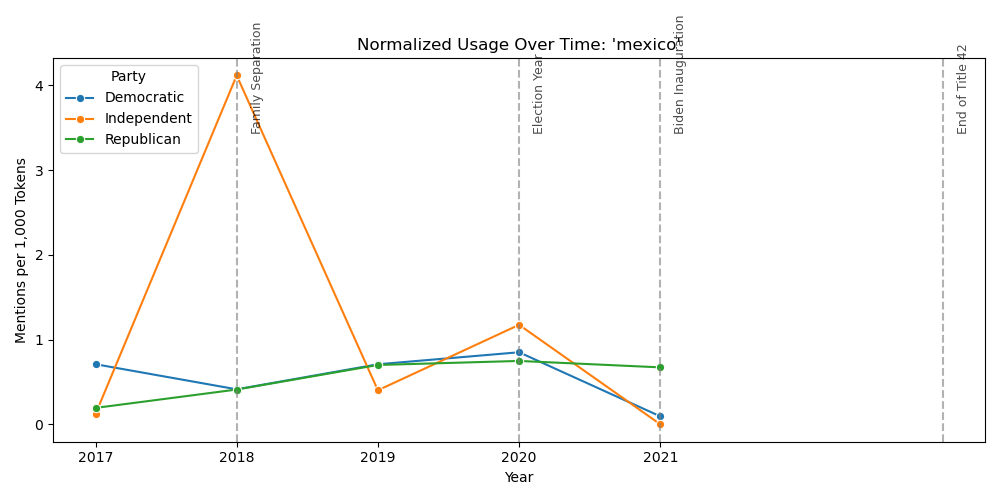 Normalized Usage Over Time: 'mexico'
Party
Democratic
Independent
Republican
Family Separation
Election Year
Biden Inauguration
End of Title 42
Mentions per 1,000 Tokens
4
3
2
1
0
2017
2018
2019
2020
2021
Year